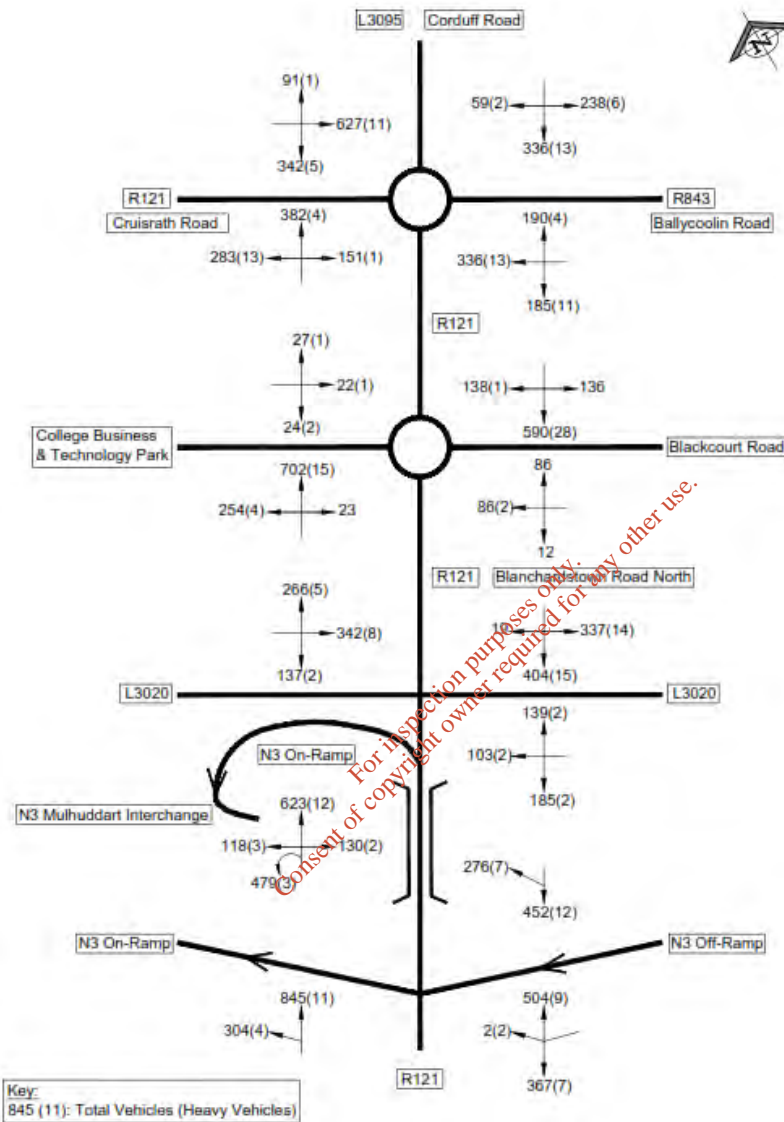 L3095 Corduff Road
N
91(1)
627(11)
342(5)
59(2) 238(6)
336(13)
R121
Cruisrath Road
R843
Ballycoolin Road
382(4)
283(13) 151(1)
190(4)
336(13)
185(11)
R121
27(1)
22(1)
24(2)
138(1) 136
590(28)
College Business
& Technology Park
Blackcourt Road
702(15)
254(4) 23
86
86(2)
12
R121 Blanchardstown Road North
266(5)
342(8)
137(2)
19 337(14)
404(15)
L3020
L3020
139(2)
103(2)
185(2)
N3 On-Ramp
N3 Mulhuddart Interchange
623(12)
118(3) 130(2)
479(3)
276(7)
452(12)
N3 On-Ramp
N3 Off-Ramp
845(11)
304(4)
504(9)
2(2)
367(7)
R121
Key:
845 (11): Total Vehicles (Heavy Vehicles)
For inspection purposes only.
Consent of copyright owner required for any other use.